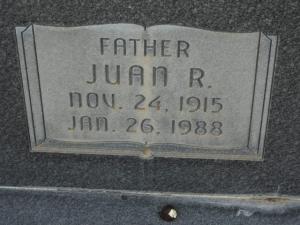 FATHER
JUAN R.
NOV. 24, 1915
JAN. 26, 1988